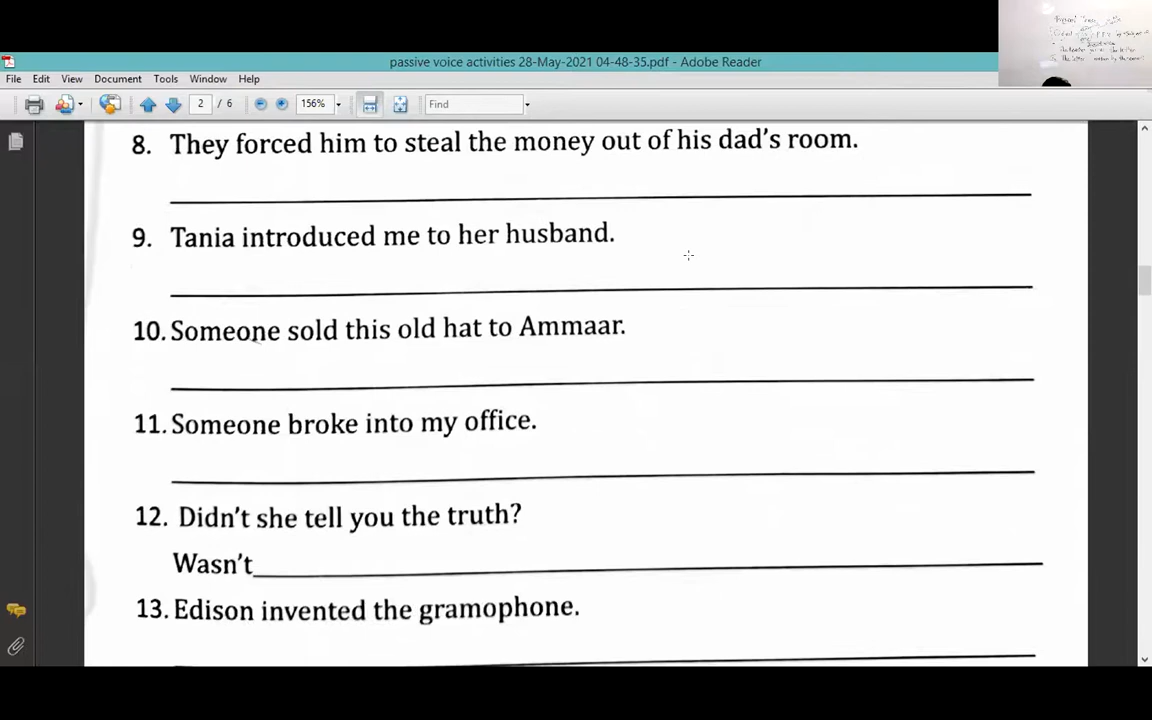 passive voice activities 28-May-2021 04-48-35.pdf - Adobe Reader
File Edit View Document Tools Window Help
2 / 6 156% Find
8. They forced him to steal the money out of his dad's room.
9. Tania introduced me to her husband.
10. Someone sold this old hat to Ammaar.
11. Someone broke into my office.
12. Didn't she tell you the truth?
Wasn't
13. Edison invented the gramophone.